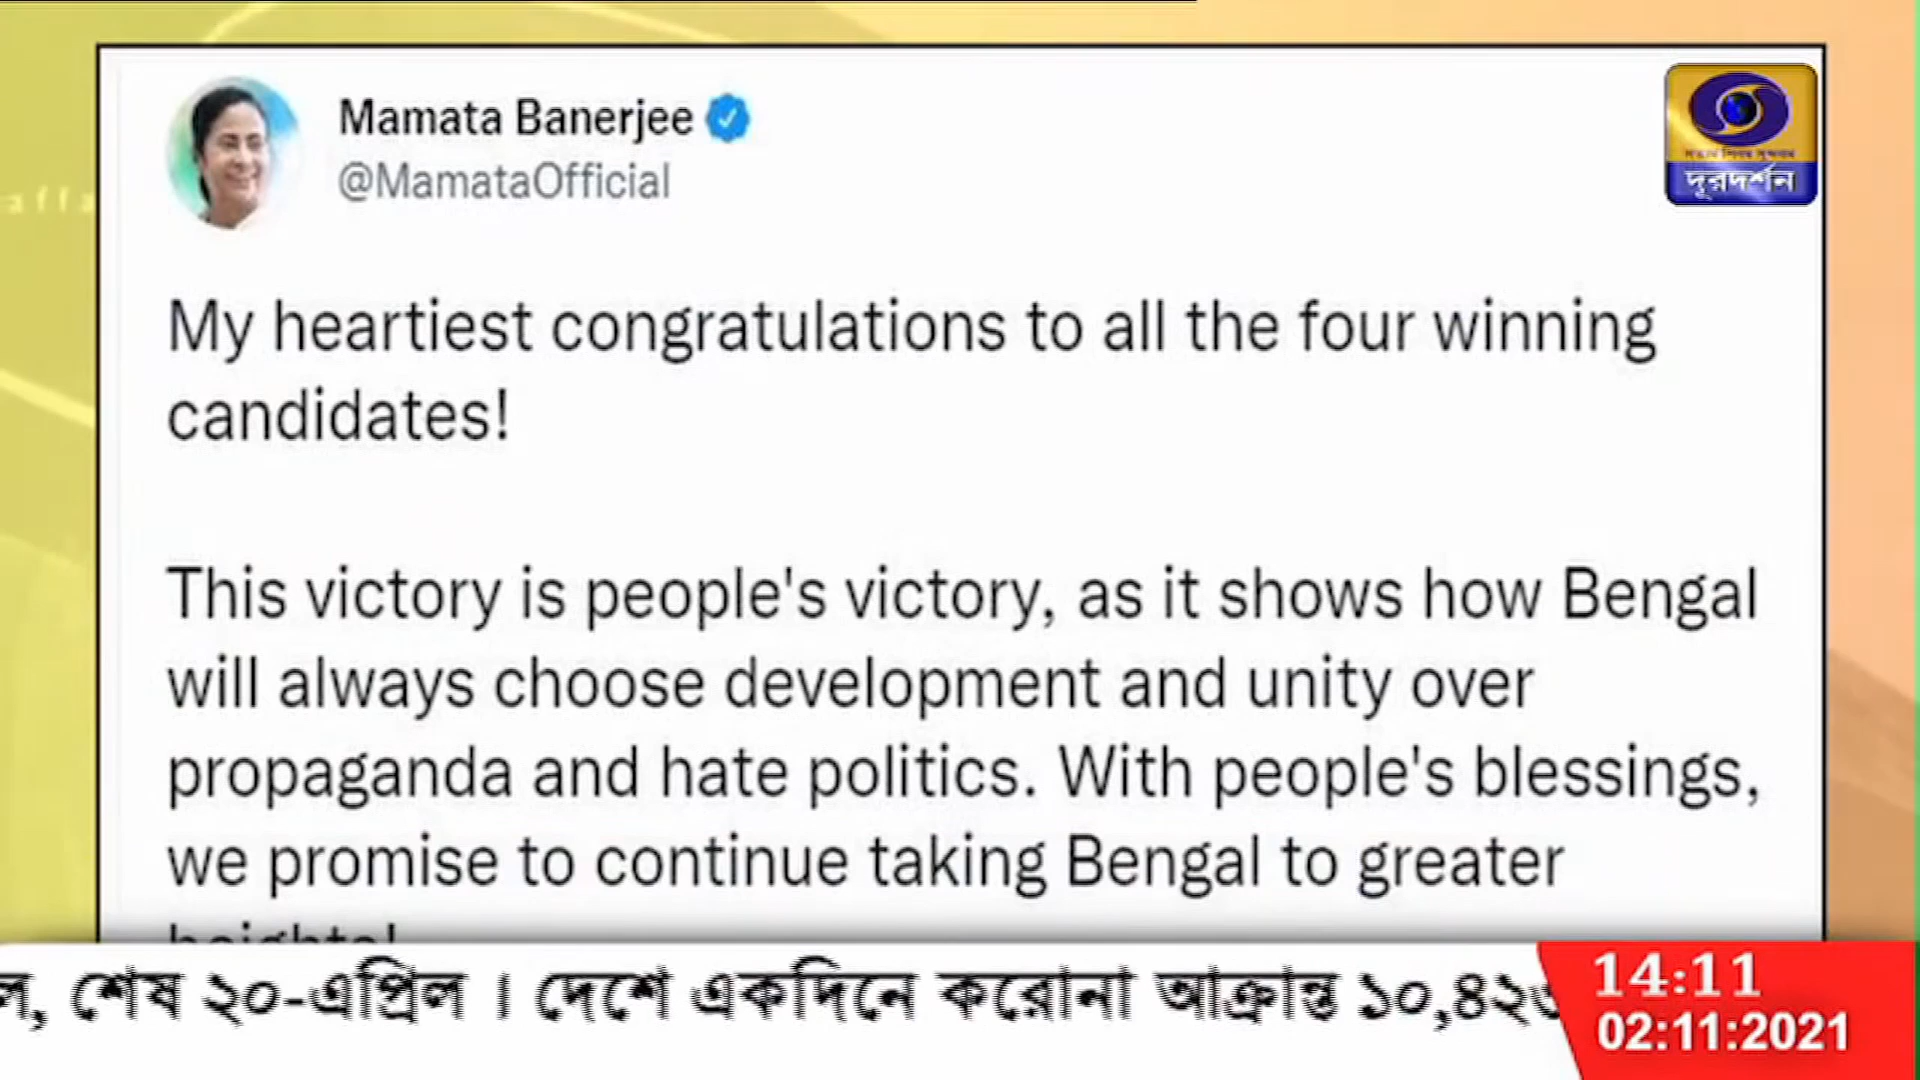 Mamata Banerjee
@MamataOfficial
দূরদর্শন
My heartiest congratulations to all the four winning
candidates!
This victory is people's victory, as it shows how Bengal
will always choose development and unity over
propaganda and hate politics. With people's blessings,
we promise to continue taking Bengal to greater
heights!
শেষ ২০-এপ্রিল । দেশে একদিনে করোনা আক্রান্ত ১০,৪২৩
14:11
02:11:2021